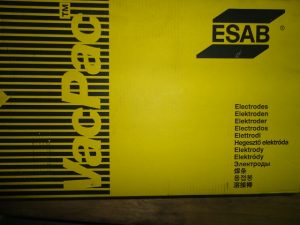 VacPac™
ESAB
Electrodes
Elektroden
Elektroder
Electrodos
Elettrodi
Hegesztő elektróda
Elektrody
Elektródy
Электроды
焊条
용접봉
溶接棒